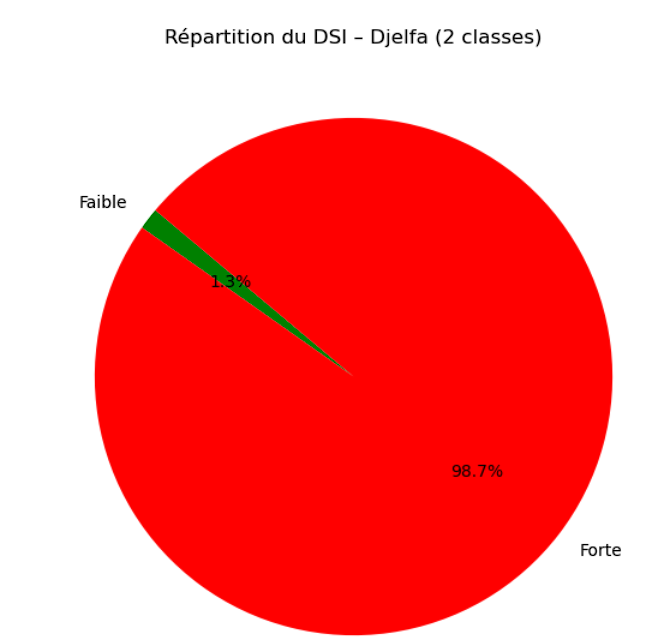 Répartition du DSI – Djelfa (2 classes)
Faible
1.3%
98.7%
Forte